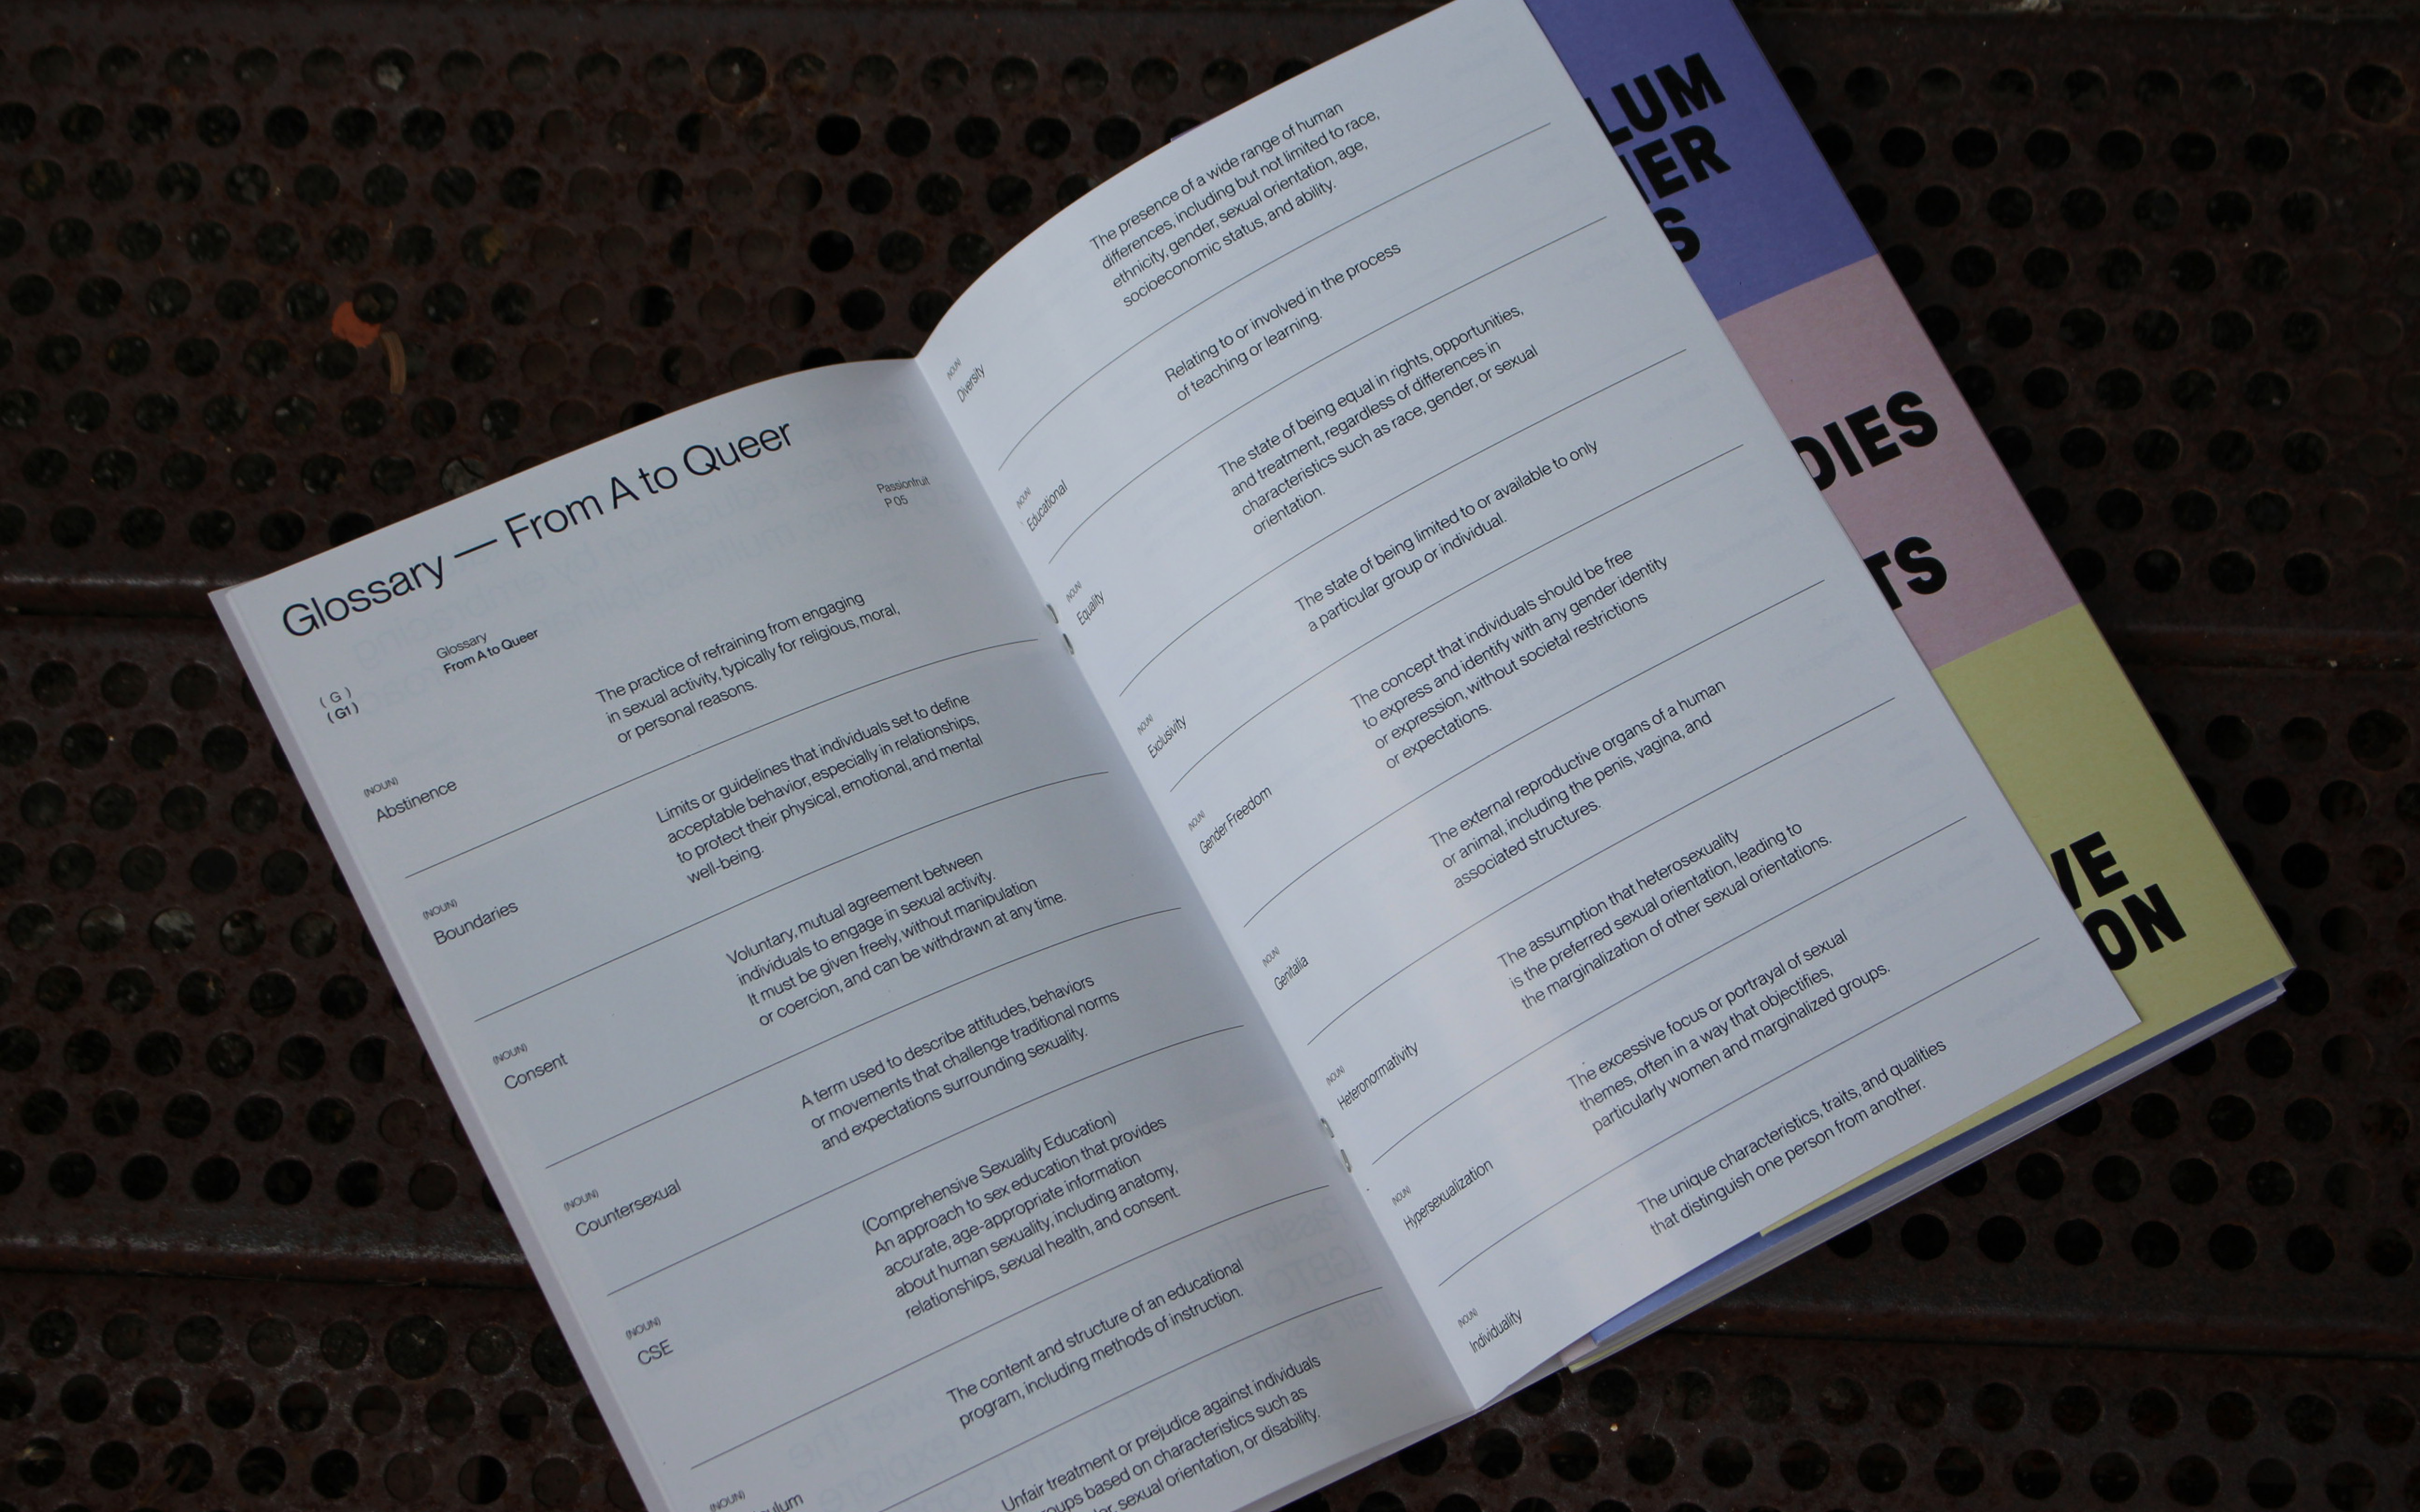 Glossary — From A to Queer
Passionfruit
P 05
Glossary
From A to Queer
( G )
( G1 )
(NOUN)
Abstinence
The practice of refraining from engaging
in sexual activity, typically for religious, moral,
or personal reasons.
(NOUN)
Boundaries
Limits or guidelines that individuals set to define
acceptable behavior, especially in relationships,
to protect their physical, emotional, and mental
well-being.
(NOUN)
Consent
Voluntary, mutual agreement between
individuals to engage in sexual activity.
It must be given freely, without manipulation
or coercion, and can be withdrawn at any time.
(NOUN)
Countersexual
A term used to describe attitudes, behaviors
or movements that challenge traditional norms
and expectations surrounding sexuality.
(NOUN)
CSE
(Comprehensive Sexuality Education)
An approach to sex education that provides
accurate, age-appropriate information
about human sexuality, including anatomy,
relationships, sexual health, and consent.
(NOUN)
ulum
The content and structure of an educational
program, including methods of instruction.
Unfair treatment or prejudice against individuals
oups based on characteristics such as
sexual orientation, or disability.
(NOUN)
Diversity
The presence of a wide range of human
differences, including but not limited to race,
ethnicity, gender, sexual orientation, age,
socioeconomic status, and ability.
(NOUN)
Educational
Relating to or involved in the process
of teaching or learning.
(NOUN)
Equality
The state of being equal in rights, opportunities,
and treatment, regardless of differences in
characteristics such as race, gender, or sexual
orientation.
(NOUN)
Exclusivity
The state of being limited to or available to only
a particular group or individual.
(NOUN)
Gender Freedom
The concept that individuals should be free
to express and identify with any gender identity
or expression, without societal restrictions
or expectations.
(NOUN)
Genitalia
The external reproductive organs of a human
or animal, including the penis, vagina, and
associated structures.
(NOUN)
Heteronormativity
The assumption that heterosexuality
is the preferred sexual orientation, leading to
the marginalization of other sexual orientations.
(NOUN)
Hypersexualization
The excessive focus or portrayal of sexual
themes, often in a way that objectifies,
particularly women and marginalized groups.
(NOUN)
Individuality
The unique characteristics, traits, and qualities
that distinguish one person from another.
LUM
HER
S
DIES
TS
VE
ON